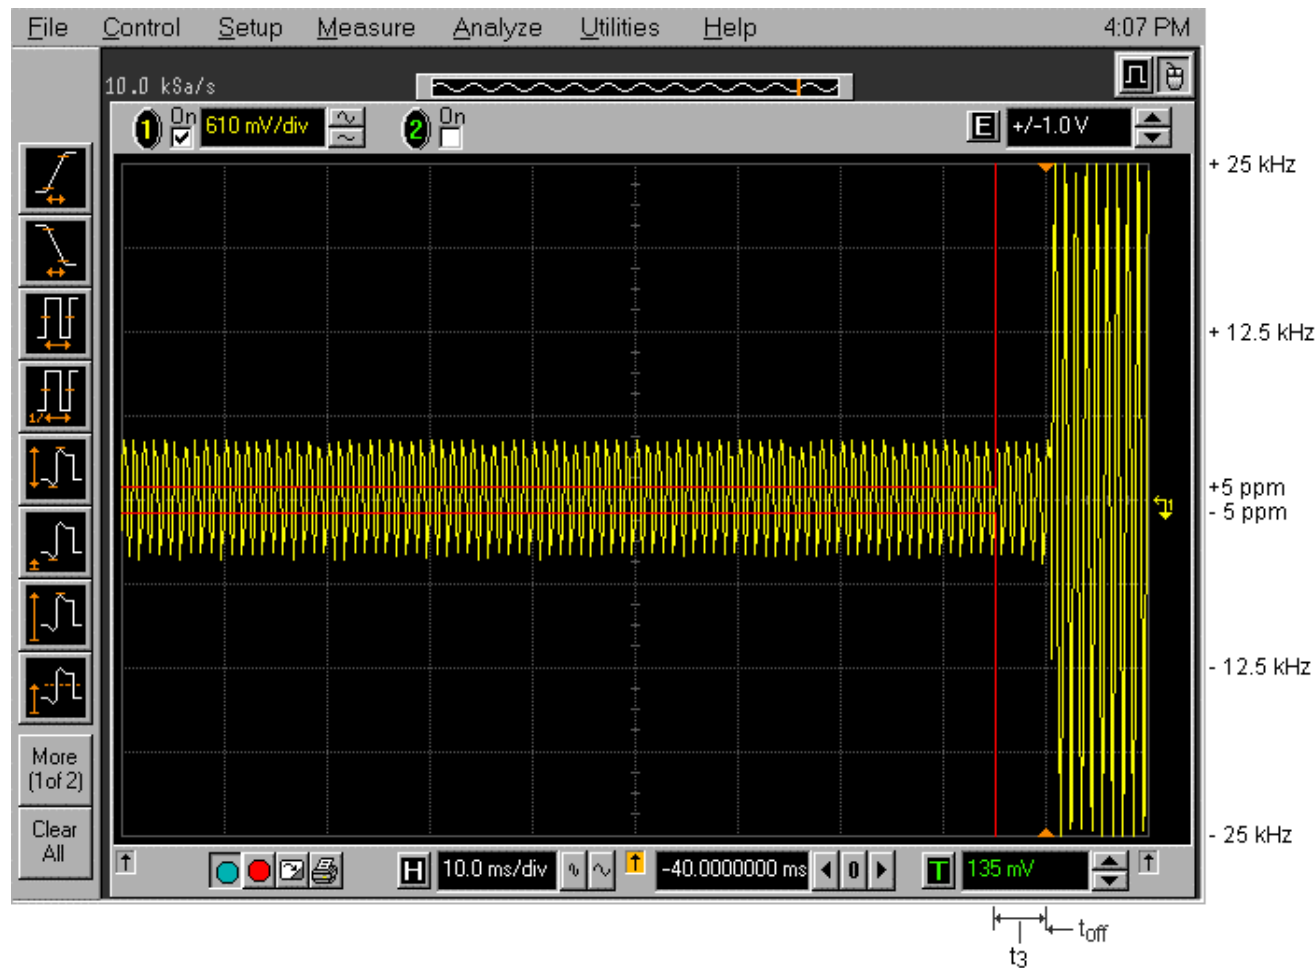 File Control Setup Measure Analyze Utilities Help 4:07 PM
10.0 kSa/s
1 On 610 mV/div 2 On E +/-1.0 V
+ 25 kHz
+ 12.5 kHz
1/
+5 ppm
- 5 ppm
1
- 12.5 kHz
More
(1of 2)
Clear
All
- 25 kHz
H 10.0 ms/div -40.0000000 ms 0 T 135 mV
toff
t3